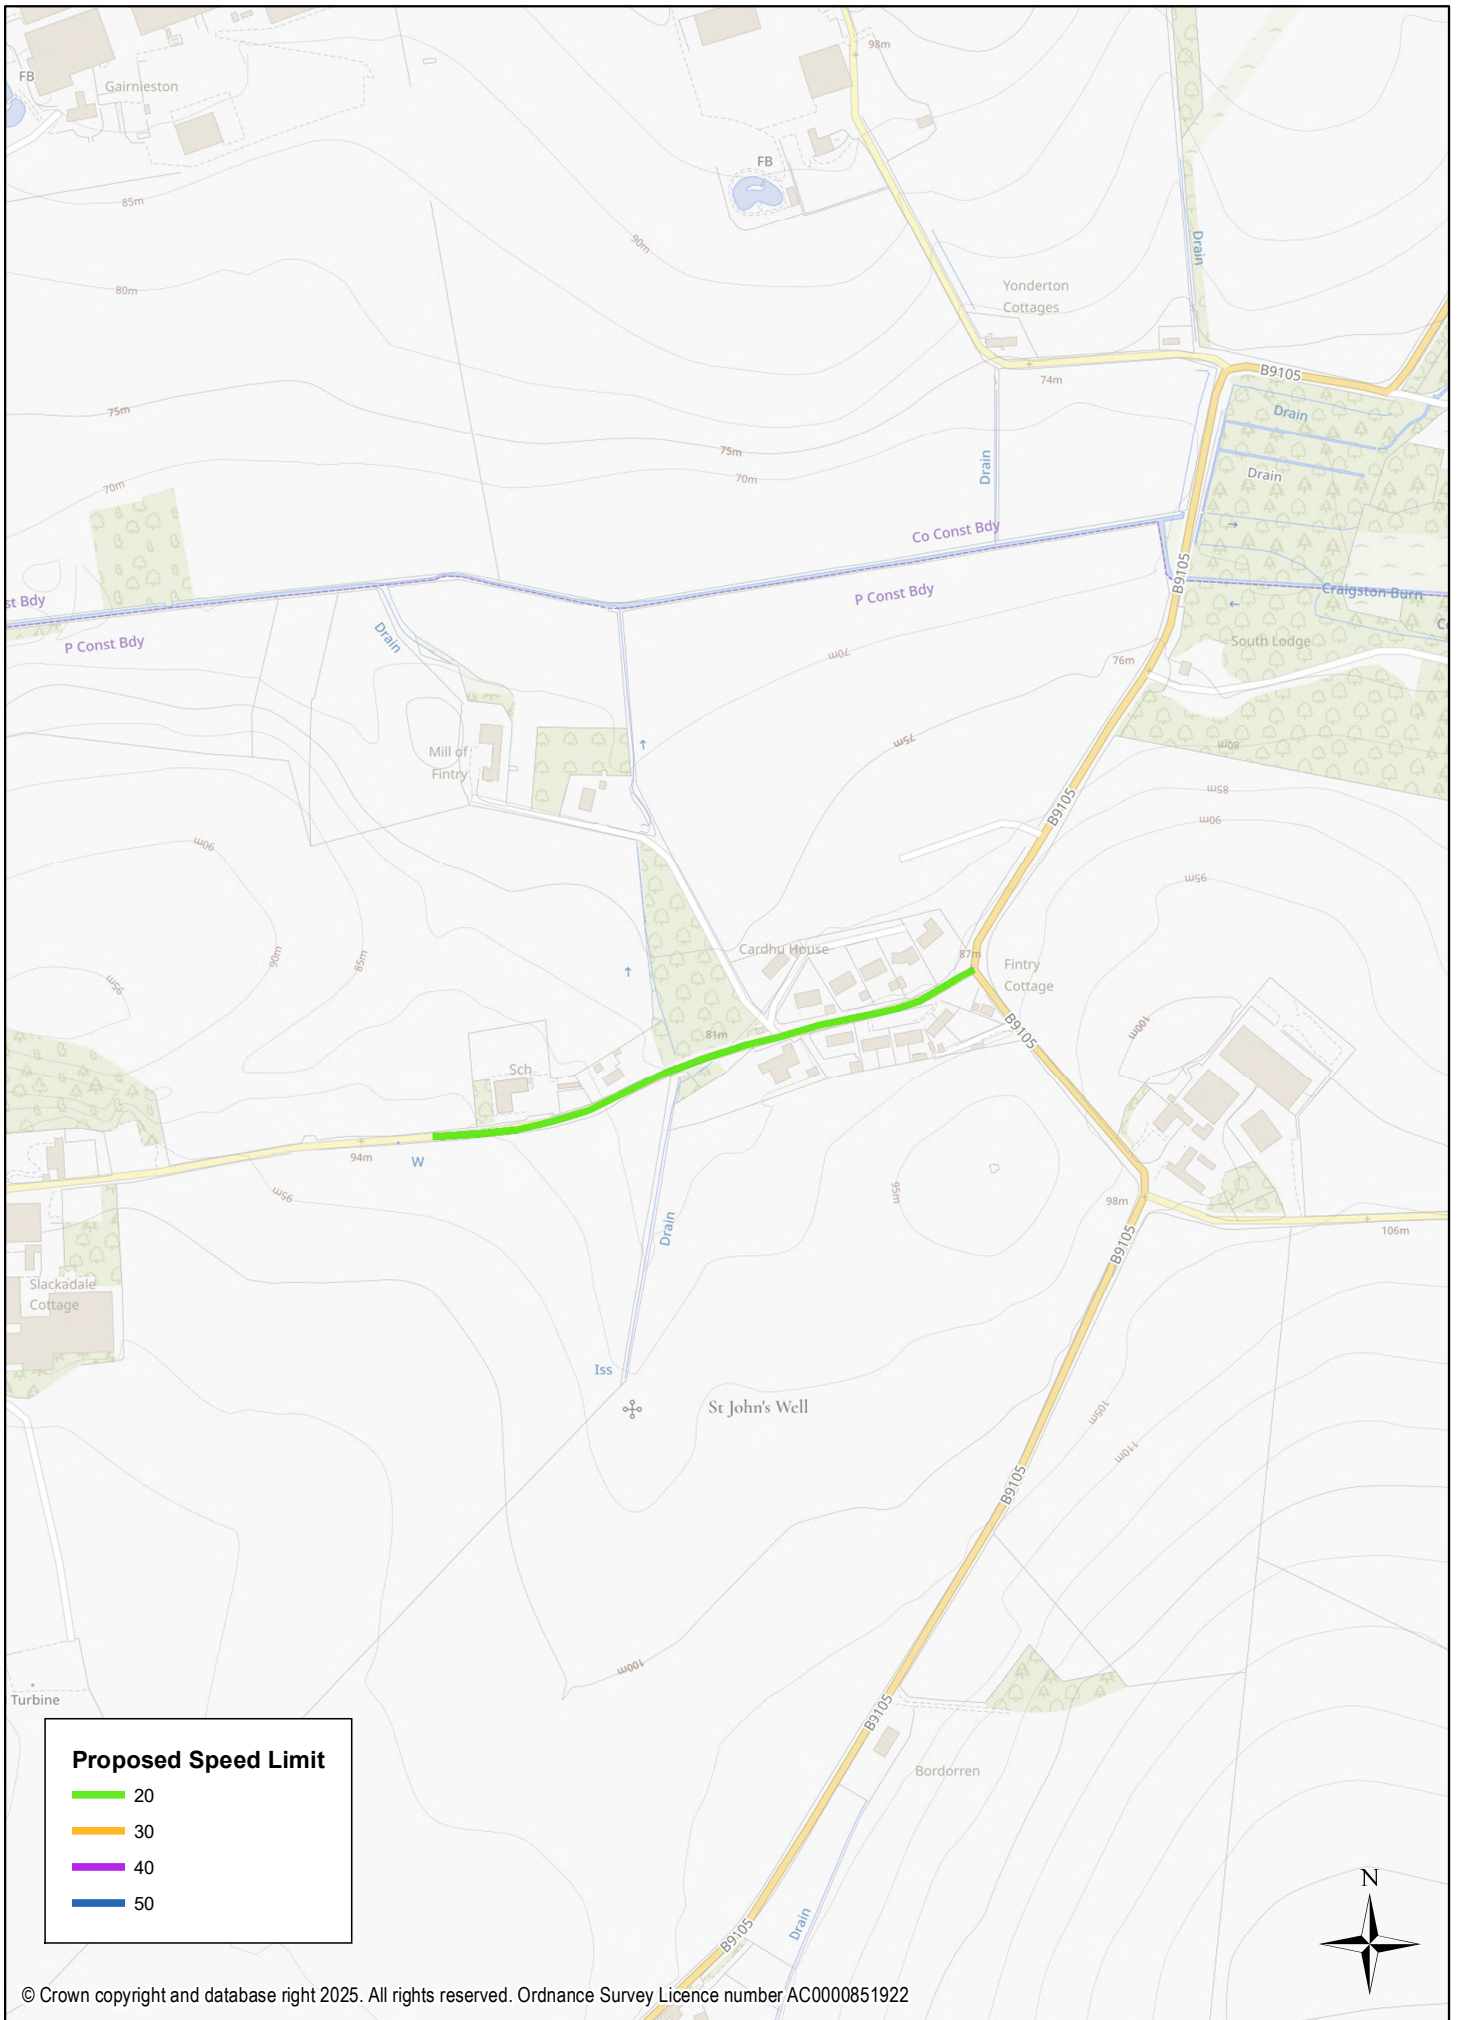 98m
FB
Gairnieston
FB
85m
90m
Drain
80m
Yonderton
Cottages
B9105
74m
75m
Drain
75m
Drain
70m
70m
Drain
Co Const Bdy
B9105
st Bdy
P Const Bdy
Craigston Burn
P Const Bdy
Drain
South Lodge
70m
76m
75m
80m
Mill of
Fintry
85m
B9105
90m
90m
95m
Cardhu House
90m
85m
87m
Fintry
Cottage
95m
81m
B9105
100m
Sch
94m
W
95m
95m
98m
Drain
106m
B9105
Slackadale
Cottage
Iss
St John's Well
105m
110m
B9105
100m
Turbine
B9105
Bordorren
Proposed Speed Limit
20
30
40
50
N
Drain
B9105
© Crown copyright and database right 2025. All rights reserved. Ordnance Survey Licence number AC0000851922